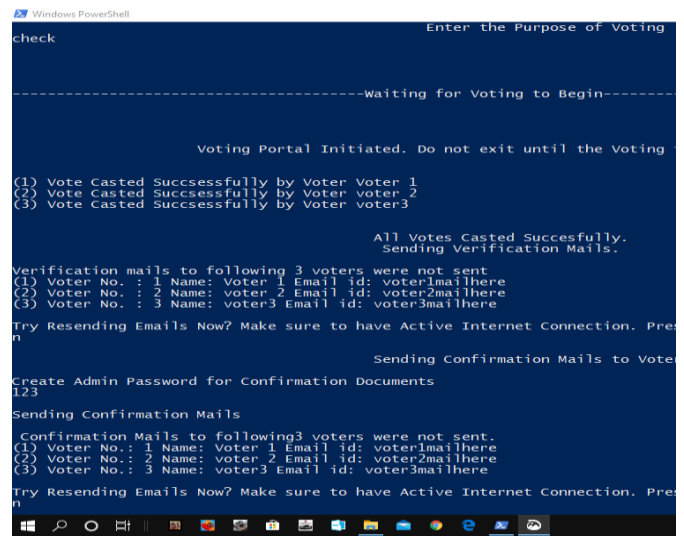 Windows PowerShell
Enter the Purpose of Voting
check
---------------------------------------Waiting for Voting to Begin--------
Voting Portal Initiated. Do not exit until the Voting
(1) Vote Casted Succsessfully by Voter Voter 1
(2) Vote Casted Succsessfully by Voter voter 2
(3) Vote Casted Succsessfully by Voter voter3
All Votes Casted Succesfully.
Sending Verification Mails.
Verification mails to following 3 voters were not sent
(1) Voter No. : 1 Name: Voter 1 Email id: voter1mailhere
(2) Voter No. : 2 Name: voter 2 Email id: voter2mailhere
(3) Voter No. : 3 Name: voter3 Email id: voter3mailhere
Try Resending Emails Now? Make sure to have Active Internet Connection. Pre
n
Sending Confirmation Mails to Vote
Create Admin Password for Confirmation Documents
123
Sending Confirmation Mails
Confirmation Mails to following3 voters were not sent.
(1) Voter No.: 1 Name: Voter 1 Email id: voter1mailhere
(2) Voter No.: 2 Name: voter 2 Email id: voter2mailhere
(3) Voter No.: 3 Name: voter3 Email id: voter3mailhere
Try Resending Emails Now? Make sure to have Active Internet Connection. Pre
n